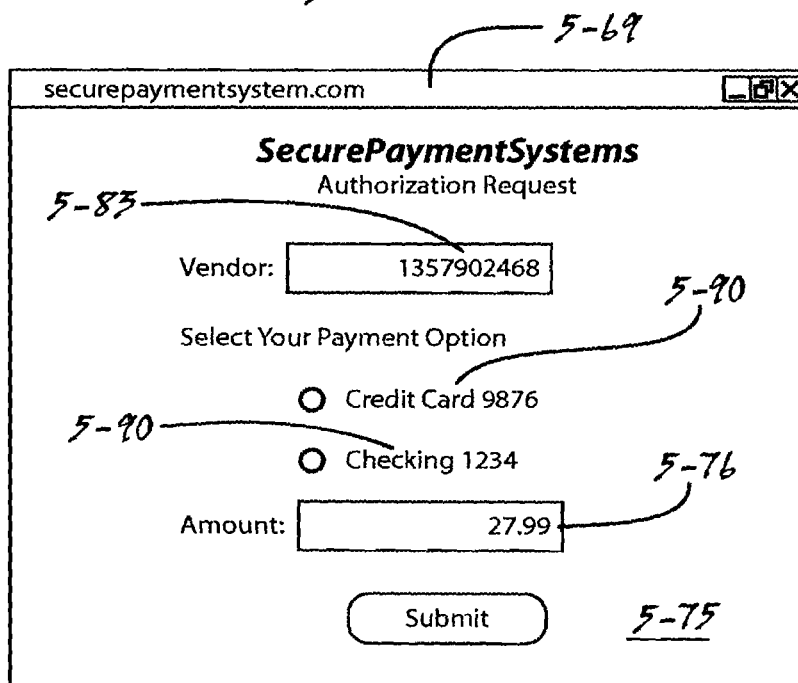 5-69
securepaymentsystem.com
SecurePaymentSystems
Authorization Request
5-83
Vendor: 1357902468
5-90
Select Your Payment Option
Credit Card 9876
5-90
Checking 1234
5-76
Amount: 27.99
Submit 5-75